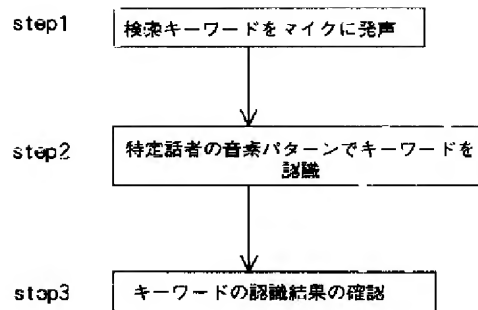 step1
検索キーワードをマイクに発声
step2
特定話者の音素パターンでキーワードを
認識
step3
キーワードの認識結果の確認